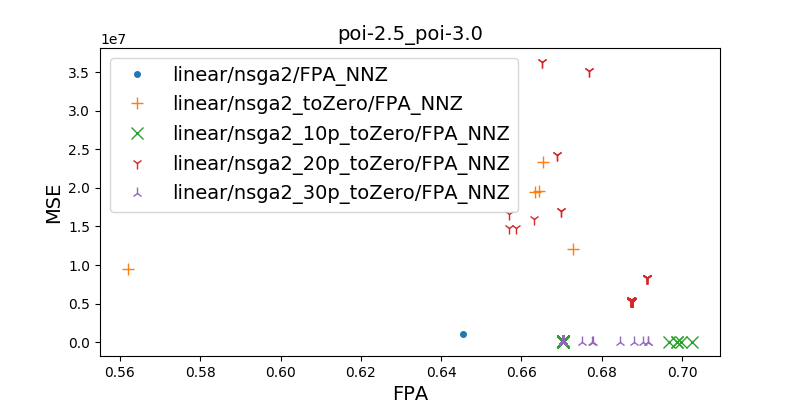 poi-2.5_poi-3.0
1e7
linear/nsga2/FPA_NNZ
linear/nsga2_toZero/FPA_NNZ
linear/nsga2_10p_toZero/FPA_NNZ
linear/nsga2_20p_toZero/FPA_NNZ
linear/nsga2_30p_toZero/FPA_NNZ
MSE
3.5
3.0
2.5
2.0
1.5
1.0
0.5
0.0
0.56 0.58 0.60 0.62 0.64 0.66 0.68 0.70
FPA